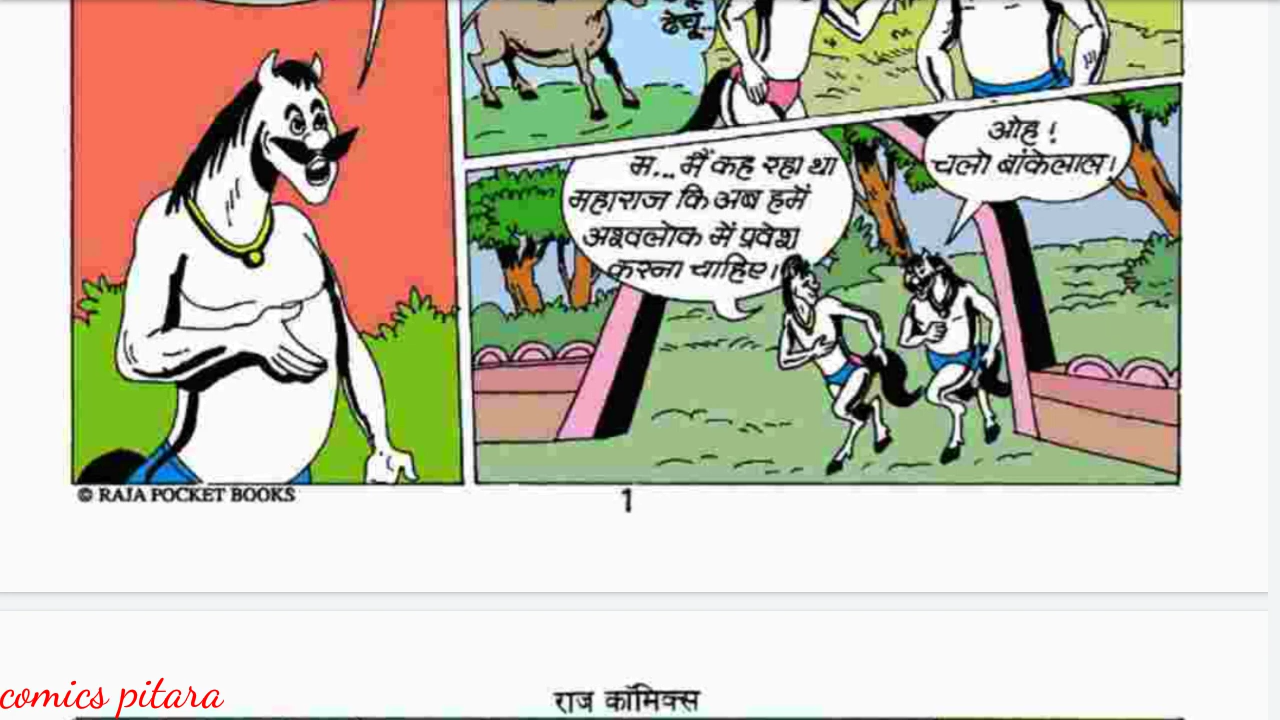 ढेंचू...
म... मैं कह रहा था
महाराज कि अब हमें
अश्वलोक में प्रवेश
करना चाहिए।
ओह !
चलो बांकेलाल!
© RAJA POCKET BOOKS
1
comics pitara
राज कॉमिक्स